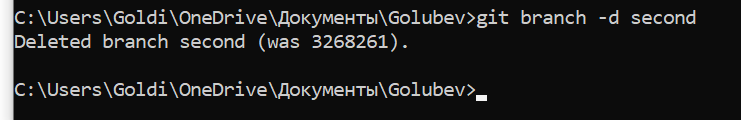 C:\Users\Goldi\OneDrive\Документы\Golubev>git branch -d second
Deleted branch second (was 3268261).
C:\Users\Goldi\OneDrive\Документы\Golubev>